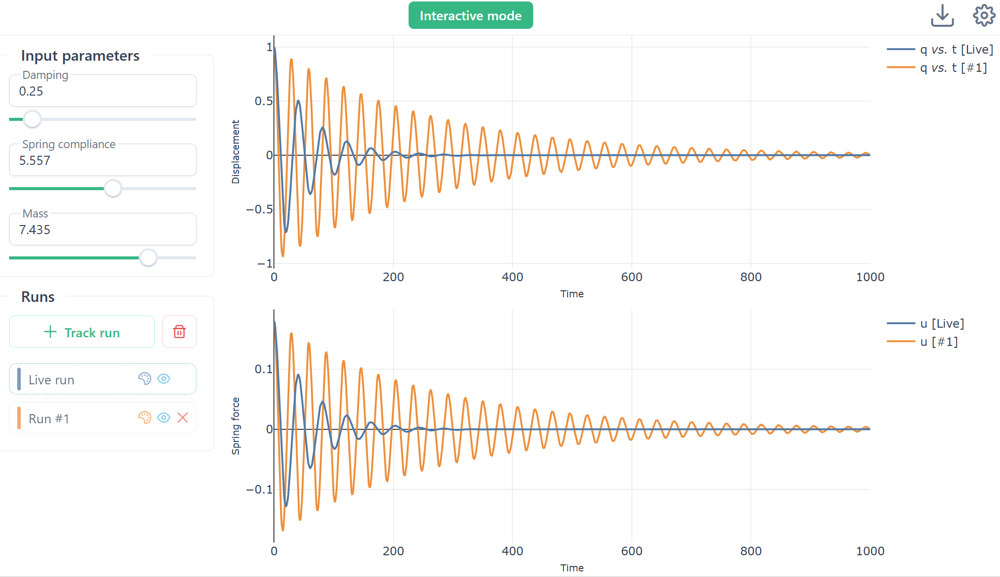 Interactive mode
Input parameters
Damping
0.25
Spring compliance
5.557
Mass
7.435
Runs
Track run
Live run
Run #1
1
0.5
0
−0.5
−1
Displacement
0 200 400 600 800 1000
Time
q vs. t [Live]
q vs. t [#1]
0.1
0
−0.1
Spring force
0 200 400 600 800 1000
Time
u [Live]
u [#1]